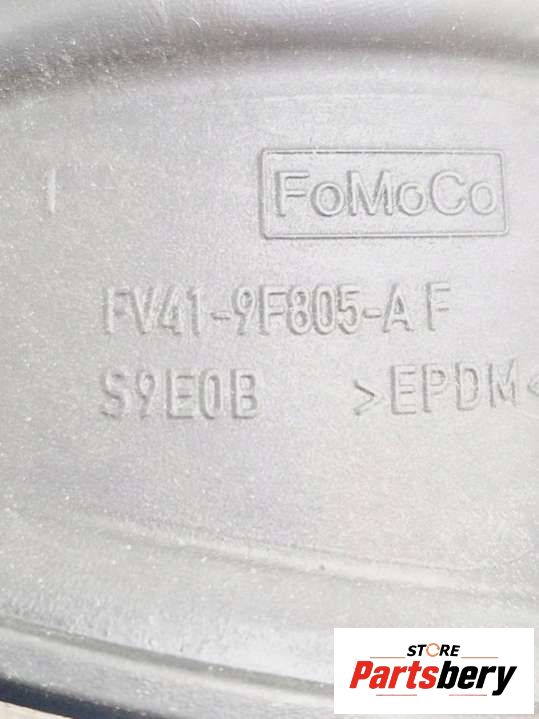 FoMoCo
FV41-9F805-AF
S9E0B >EPDM<
STORE
Partsbery